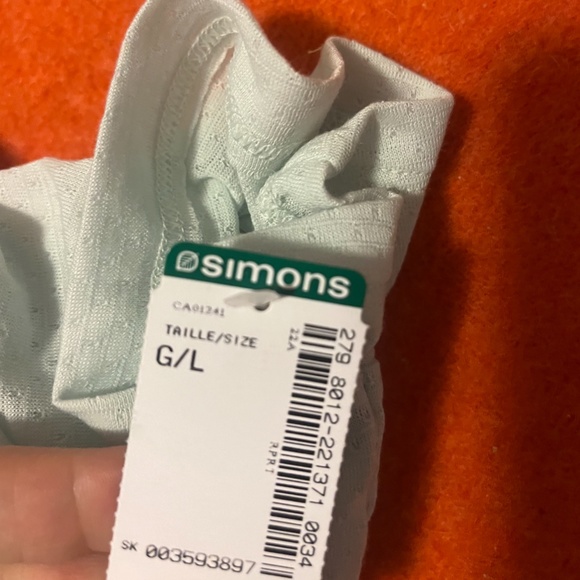 simons
CA01241
TAILLE/SIZE
G/L
22A
279 8012-221371 0034
RPRT
SK 003593897